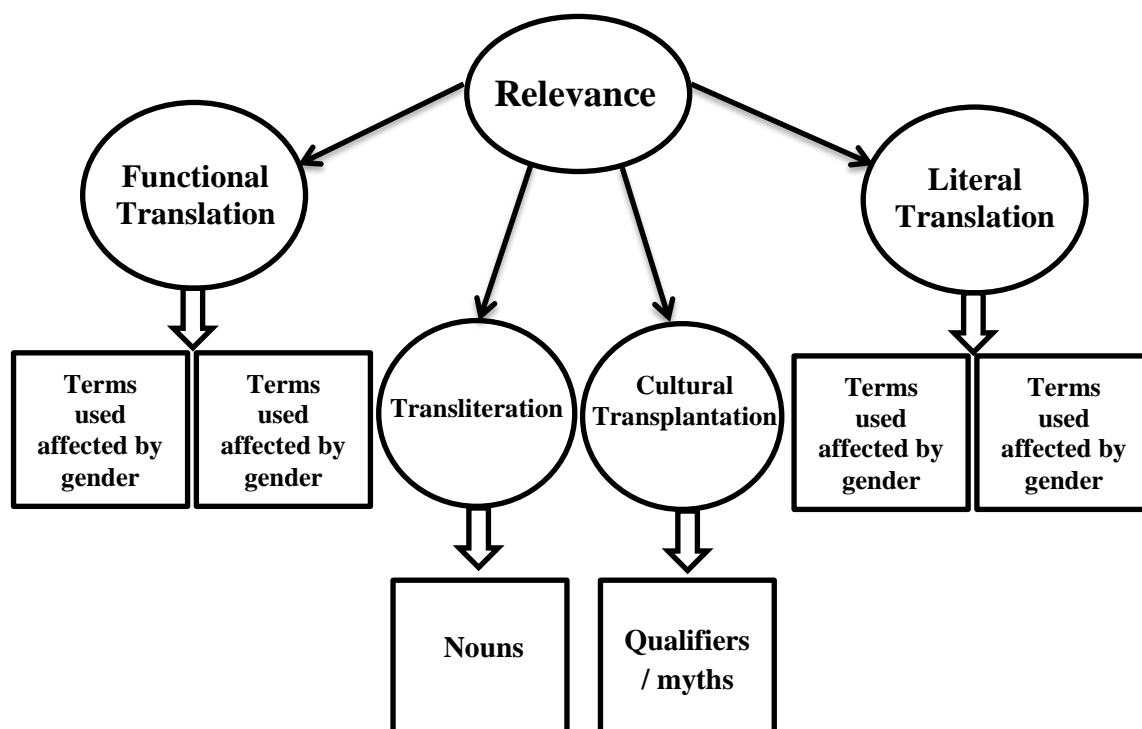 Relevance
Functional
Translation
Literal
Translation
Terms
used
affected by
gender
Terms
used
affected by
gender
Transliteration
Cultural
Transplantation
Terms
used
affected by
gender
Terms
used
affected by
gender
Nouns
Qualifiers
/ myths